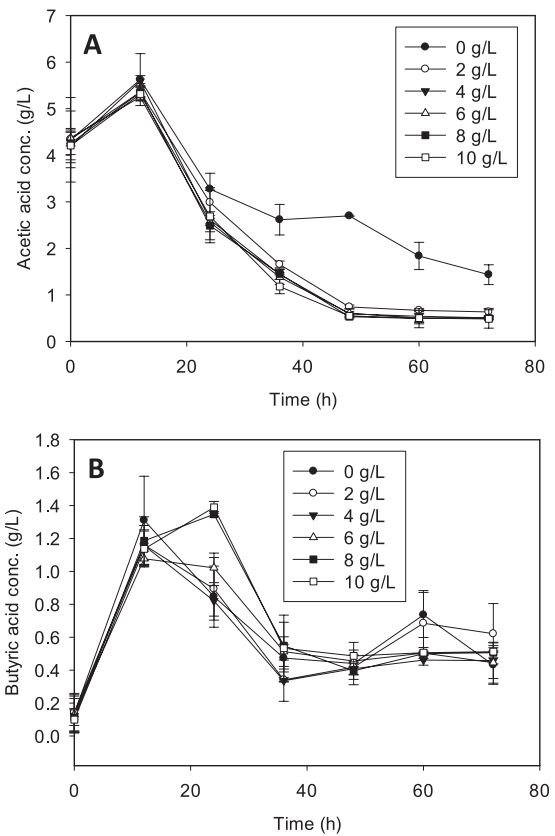 A
Acetic acid conc. (g/L)
7
6
5
4
3
2
1
0
0 g/L
2 g/L
4 g/L
6 g/L
8 g/L
10 g/L
0 20 40 60 80
Time (h)
B
Butyric acid conc. (g/L)
1.8
1.6
1.4
1.2
1.0
0.8
0.6
0.4
0.2
0.0
0 g/L
2 g/L
4 g/L
6 g/L
8 g/L
10 g/L
0 20 40 60 80
Time (h)